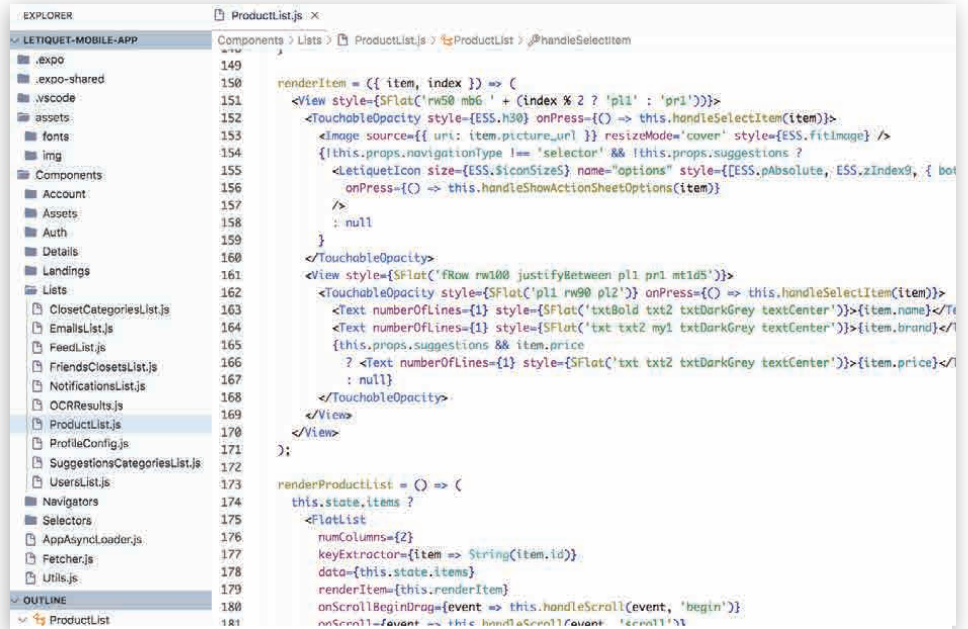 EXPLORER
LETIQUET-MOBILE-APP
.expo
.expo-shared
.vscode
assets
fonts
img
Components
Account
Assets
Auth
Details
Landings
Lists
ClosetCategoriesList.js
EmailsList.js
FeedList.js
FriendsClosetsList.js
NotificationsList.js
OCRResults.js
ProductList.js
ProfileConfig.js
SuggestionsCategoriesList.js
UsersList.js
Navigators
Selectors
AppAsyncLoader.js
Fetcher.js
Utils.js
OUTLINE
ProductList
ProductList.js ×
Components > Lists > ProductList.js > ProductList > handleSelectItem
149
150 renderItem = ({ item, index }) => (
151 <View style={SFlat('rw50 mb6 ' + (index % 2 ? 'pl1' : 'pr1'))}>
152 <TouchableOpacity style={ESS.h30} onPress={() => this.handleSelectItem(item)}>
153 <Image source={{ uri: item.picture_url }} resizeMode='cover' style={ESS.fitImage} />
154 {!this.props.navigationType !== 'selector' && !this.props.suggestions ?
155 <LetiquetIcon size={ESS.$iconSizeS} name="options" style={[ESS.pAbsolute, ESS.zIndex9, { bot
156 onPress={() => this.handleShowActionSheetOptions(item)}
157 />
158 : null
159 }
160 </TouchableOpacity>
161 <View style={SFlat('fRow rw100 justifyBetween pl1 pr1 mt1d5')}>
162 <TouchableOpacity style={SFlat('pl1 rw90 pl2')} onPress={() => this.handleSelectItem(item)}>
163 <Text numberOfLines={1} style={SFlat('txtBold txt2 txtDarkGrey textCenter')}>{item.name}</Te
164 <Text numberOfLines={1} style={SFlat('txt txt2 my1 txtDarkGrey textCenter')}>{item.brand}</
165 {this.props.suggestions && item.price
166 ? <Text numberOfLines={1} style={SFlat('txt txt2 txtDarkGrey textCenter')}>{item.price}</
167 : null}
168 </TouchableOpacity>
169 </View>
170 </View>
171 );
172
173 renderProductList = () => (
174 this.state.items ?
175 <FlatList
176 numColumns={2}
177 keyExtractor={item => String(item.id)}
178 data={this.state.items}
179 renderItem={this.renderItem}
180 onScrollBeginDrag={event => this.handleScroll(event, 'begin')}
181 onScroll={event => this.handleScroll(event, 'scroll')}